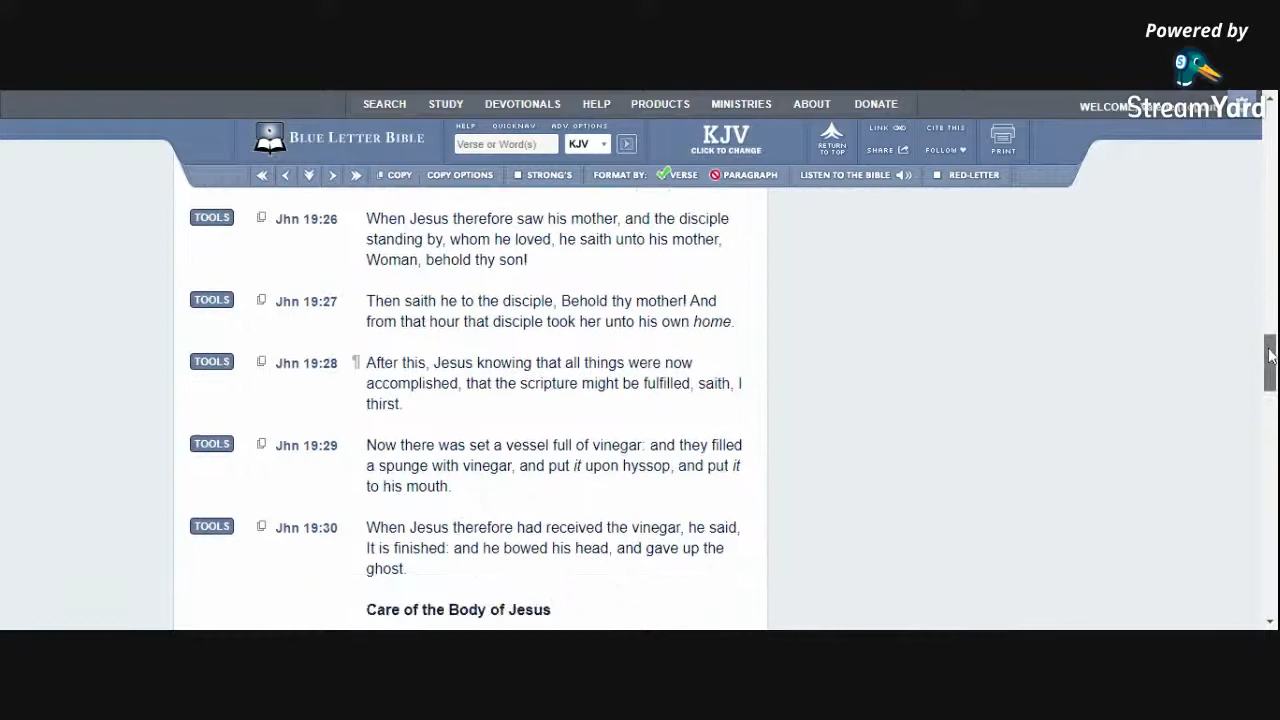 Powered by
StreamYard
SEARCH STUDY DEVOTIONALS HELP PRODUCTS MINISTRIES ABOUT DONATE WELCOME
BLUE LETTER BIBLE
HELP QUICKNAV ADV OPTIONS
Verse or Word(s) KJV
KJV
CLICK TO CHANGE
RETURN TO TOP
LINK CITE THIS
SHARE FOLLOW
PRINT
COPY COPY OPTIONS STRONG'S FORMAT BY: VERSE PARAGRAPH LISTEN TO THE BIBLE RED-LETTER
TOOLS Jhn 19:26 When Jesus therefore saw his mother, and the disciple
standing by, whom he loved, he saith unto his mother,
Woman, behold thy son!
TOOLS Jhn 19:27 Then saith he to the disciple, Behold thy mother! And
from that hour that disciple took her unto his own home.
TOOLS Jhn 19:28 ¶ After this, Jesus knowing that all things were now
accomplished, that the scripture might be fulfilled, saith, I
thirst.
TOOLS Jhn 19:29 Now there was set a vessel full of vinegar: and they filled
a spunge with vinegar, and put it upon hyssop, and put it
to his mouth.
TOOLS Jhn 19:30 When Jesus therefore had received the vinegar, he said,
It is finished: and he bowed his head, and gave up the
ghost.
Care of the Body of Jesus